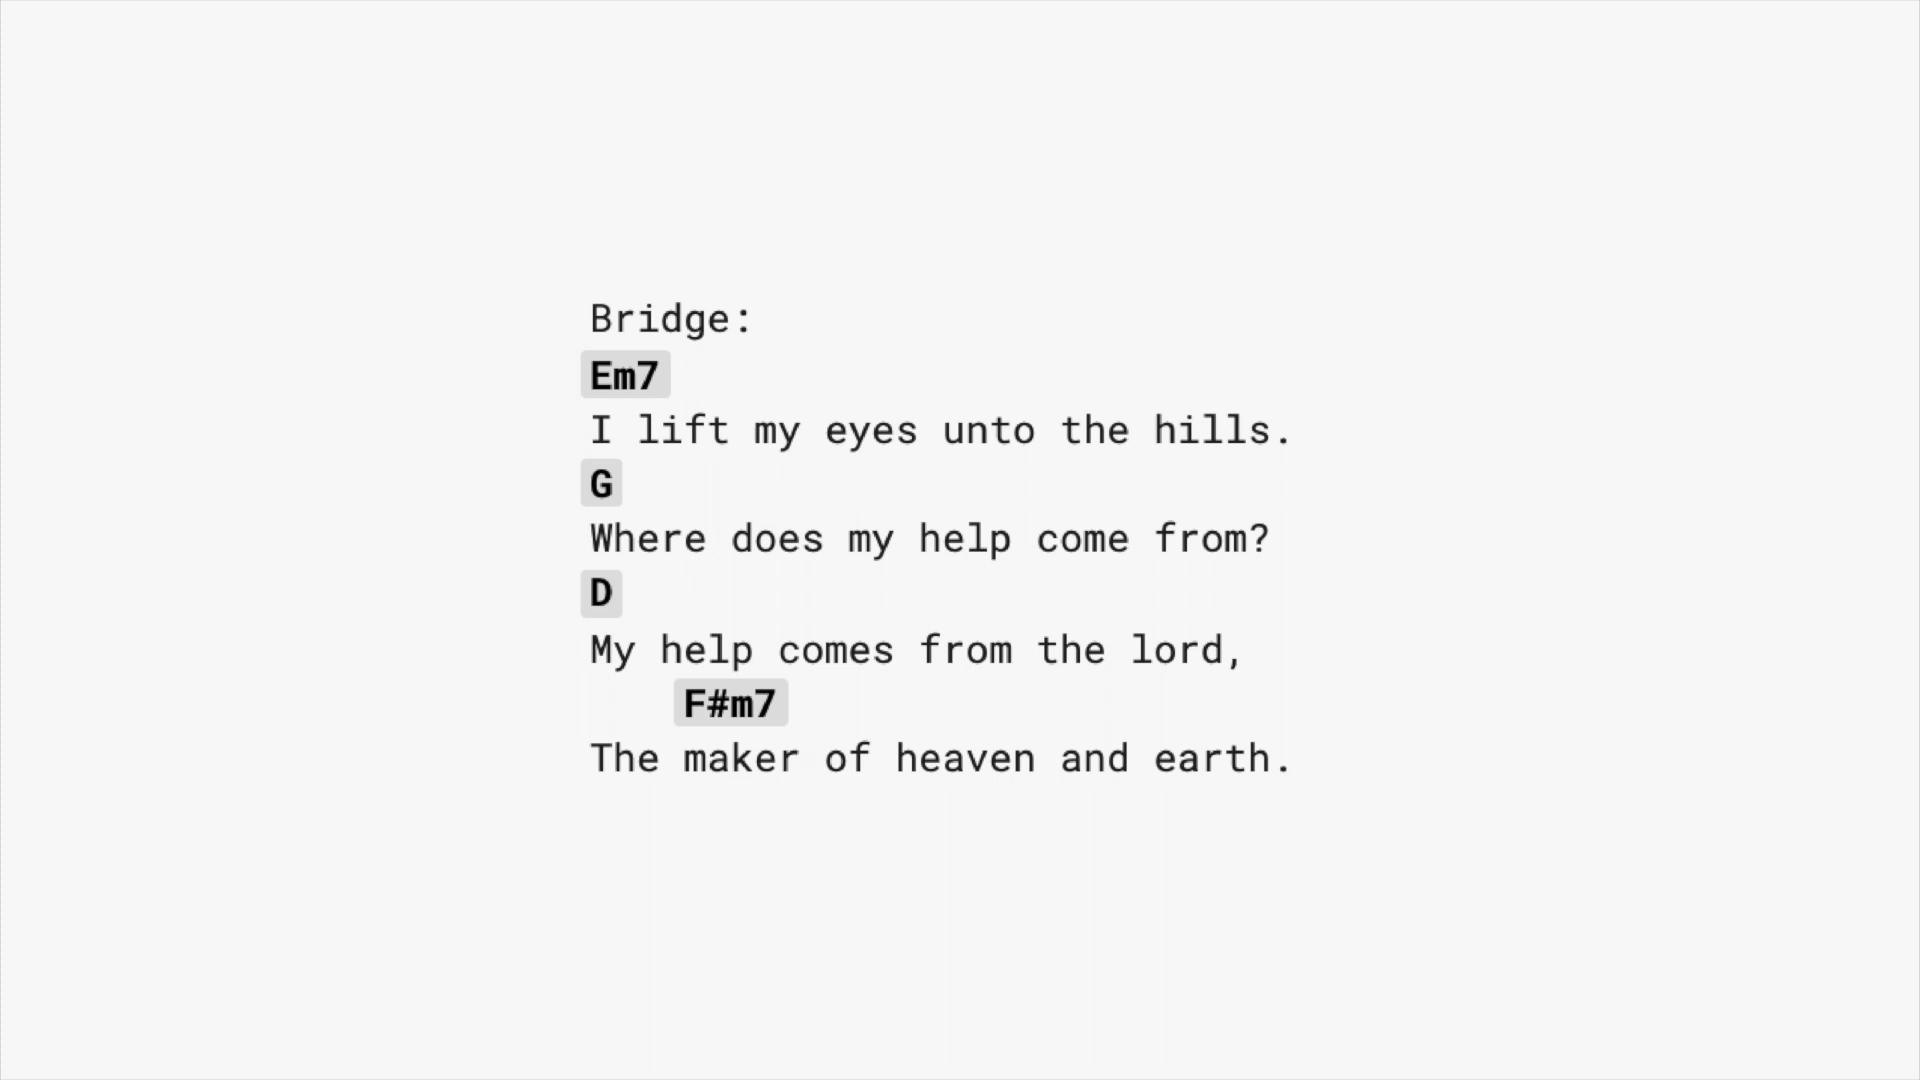 Bridge:
Em7
I lift my eyes unto the hills.
G
Where does my help come from?
D
My help comes from the lord,
F#m7
The maker of heaven and earth.